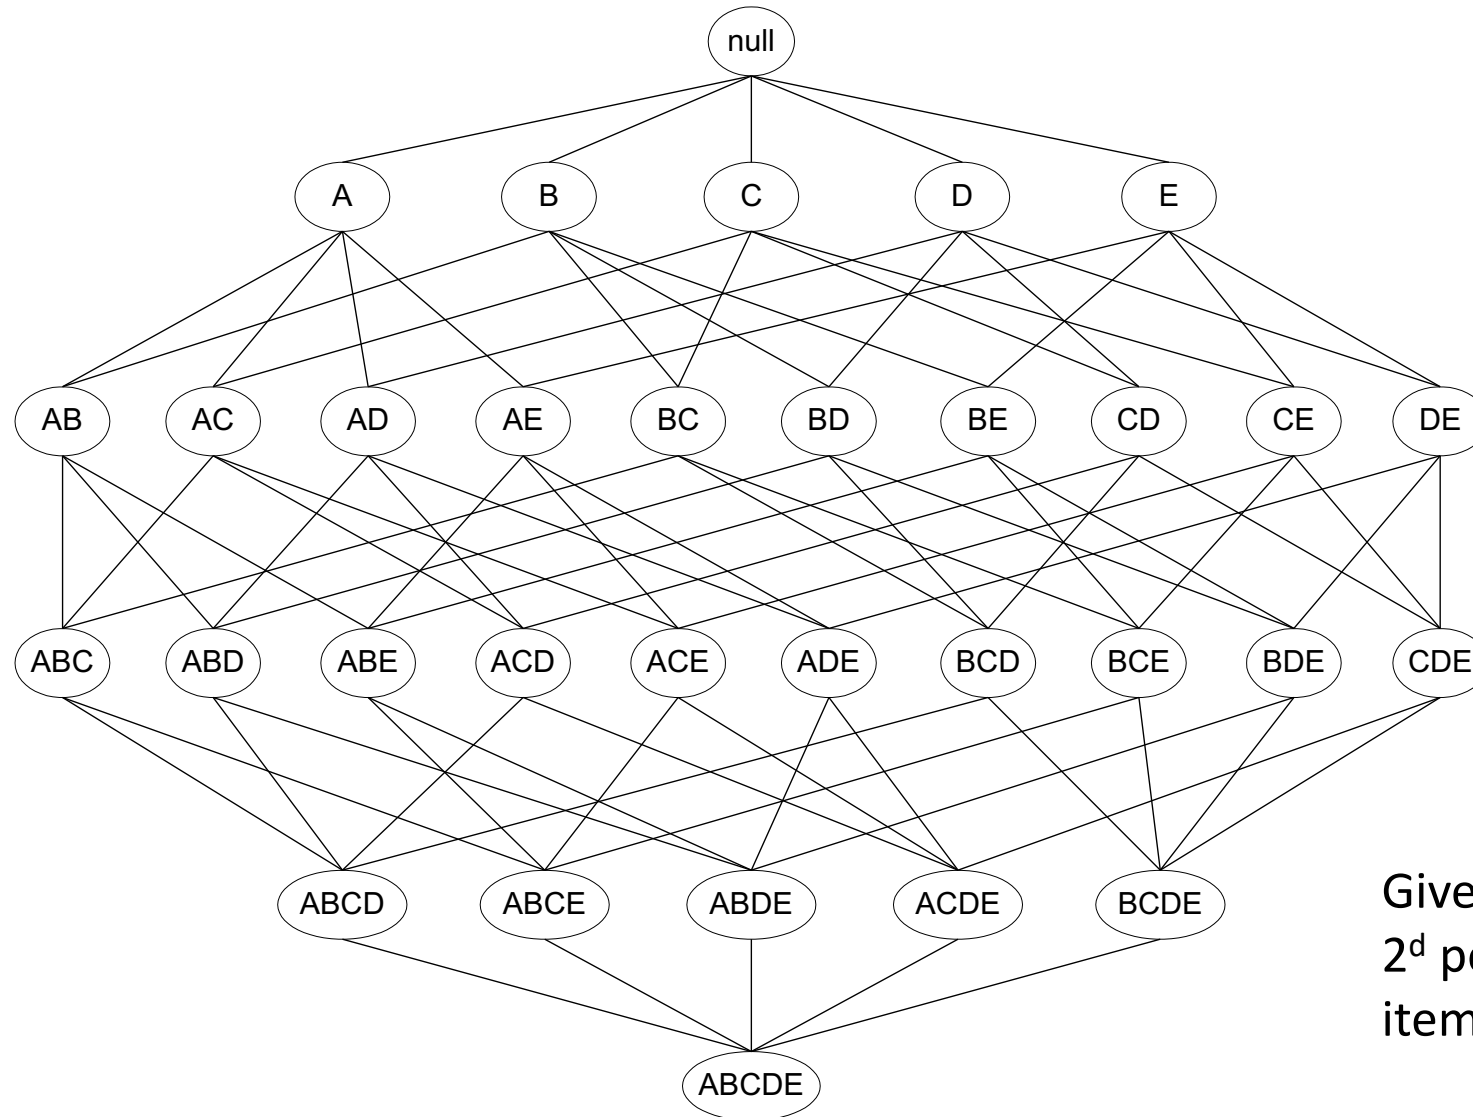 null
A B C D E
AB AC AD AE BC BD BE CD CE DE
ABC ABD ABE ACD ACE ADE BCD BCE BDE CDE
ABCD ABCE ABDE ACDE BCDE
Give
2ᵈ
item
ABCDE